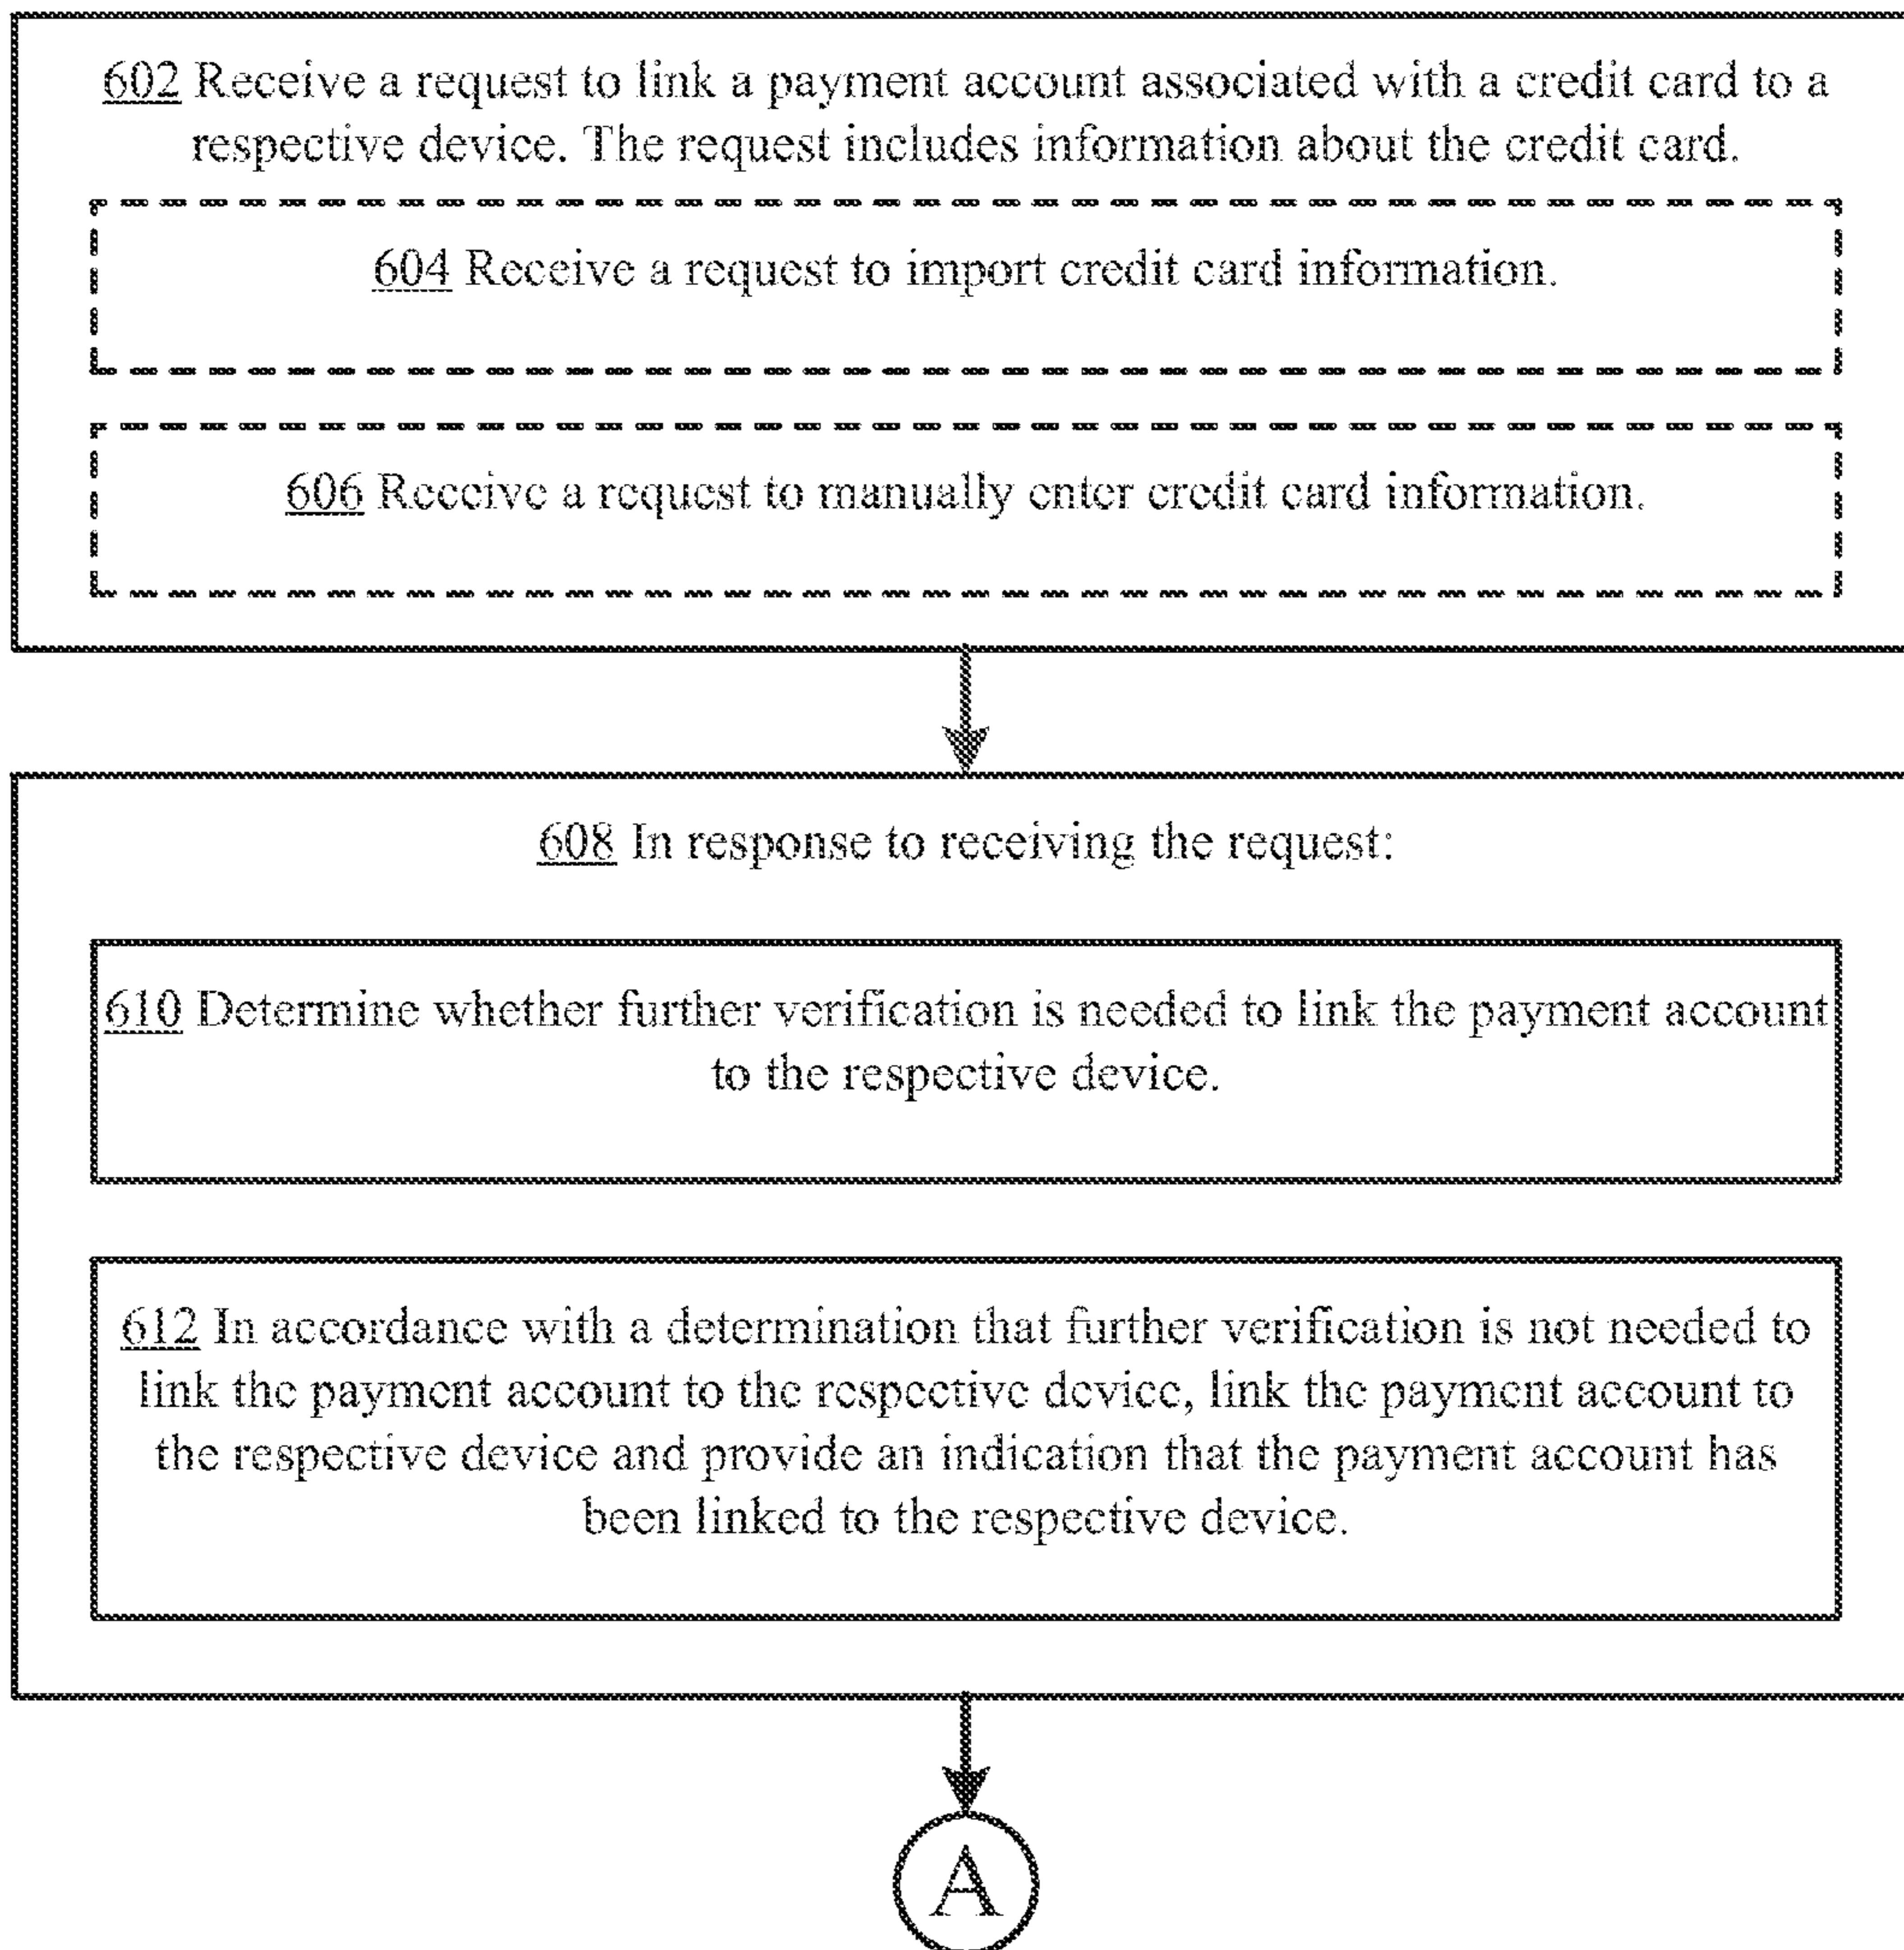 602 Receive a request to link a payment account associated with a credit card to a
respective device. The request includes information about the credit card.
604 Receive a request to import credit card information.
606 Receive a request to manually enter credit card information.
608 In response to receiving the request:
610 Determine whether further verification is needed to link the payment account
to the respective device.
612 In accordance with a determination that further verification is not needed to
link the payment account to the respective device, link the payment account to
the respective device and provide an indication that the payment account has
been linked to the respective device.
A